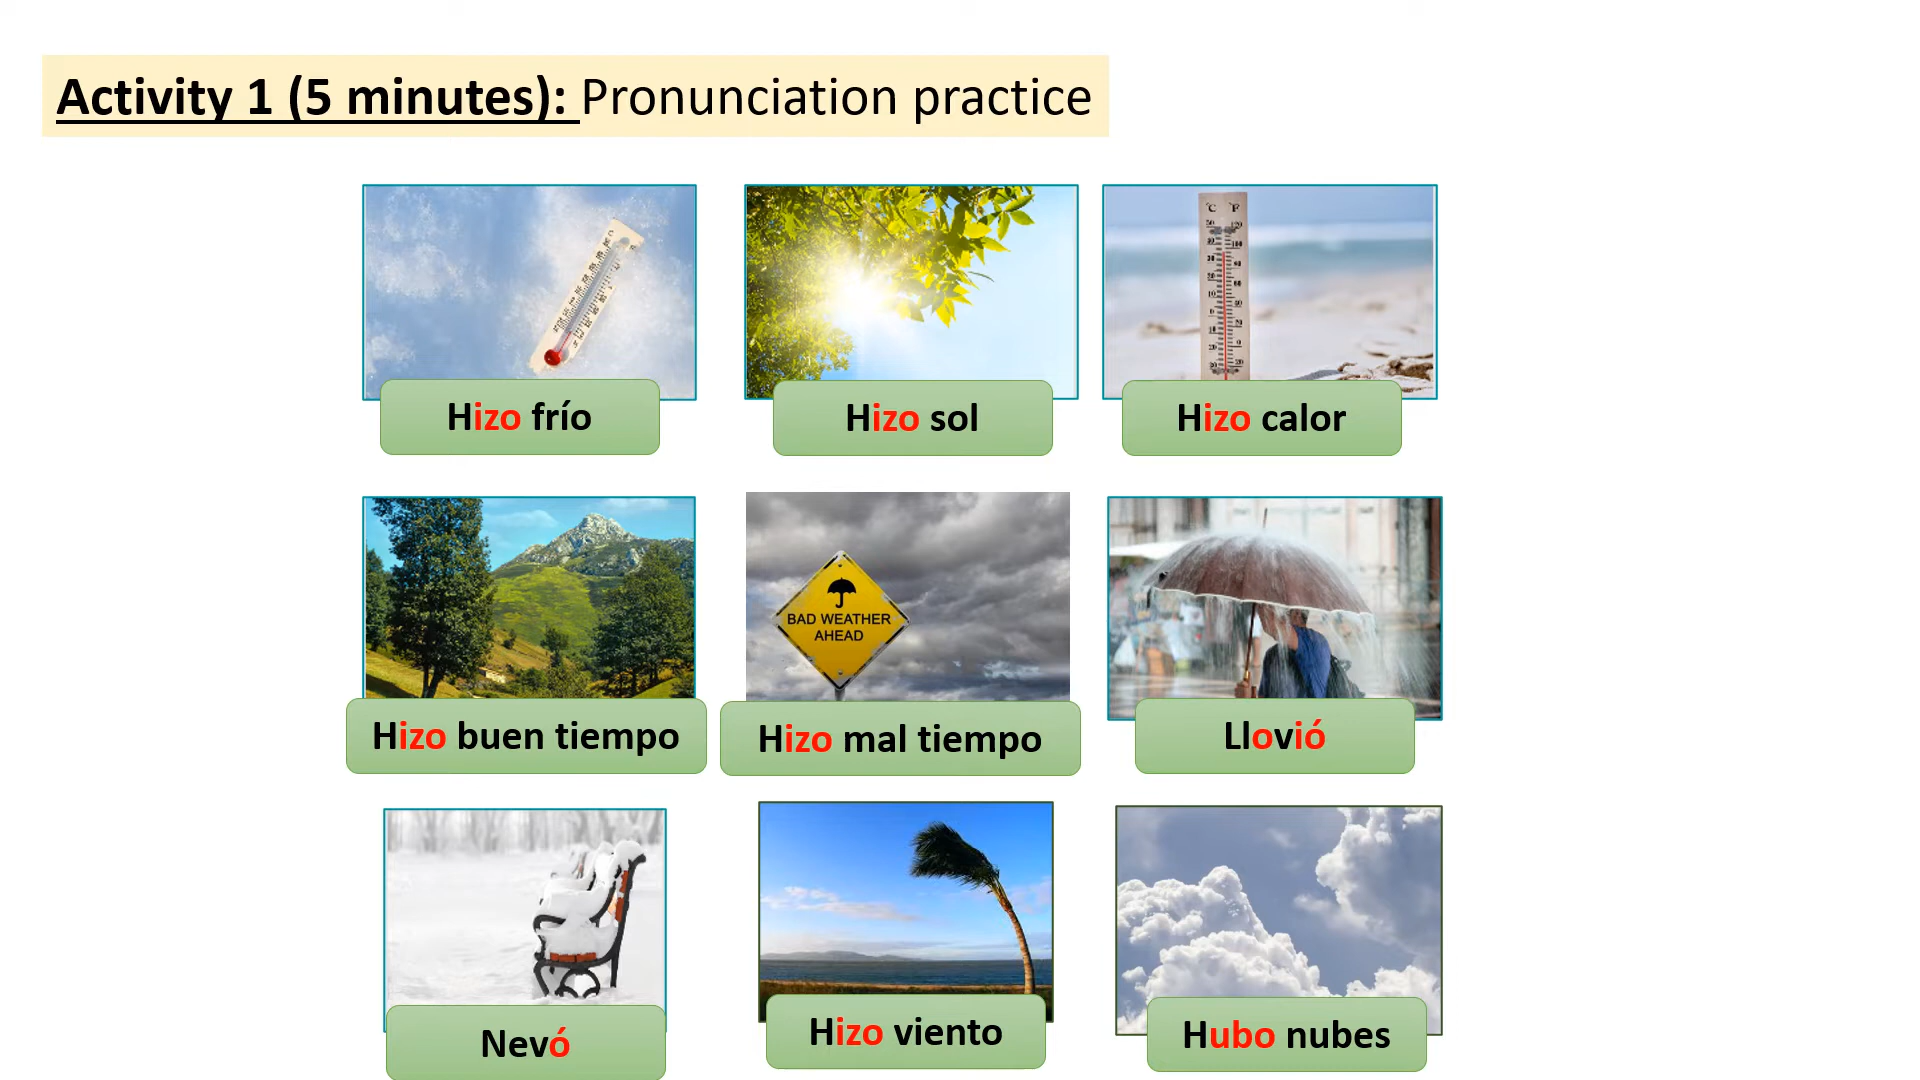 Activity 1 (5 minutes): Pronunciation practice
°C °F
Hizo frío
Hizo sol
Hizo calor
BAD WEATHER
AHEAD
Hizo buen tiempo
Hizo mal tiempo
Llovió
Nevó
Hizo viento
Hubo nubes